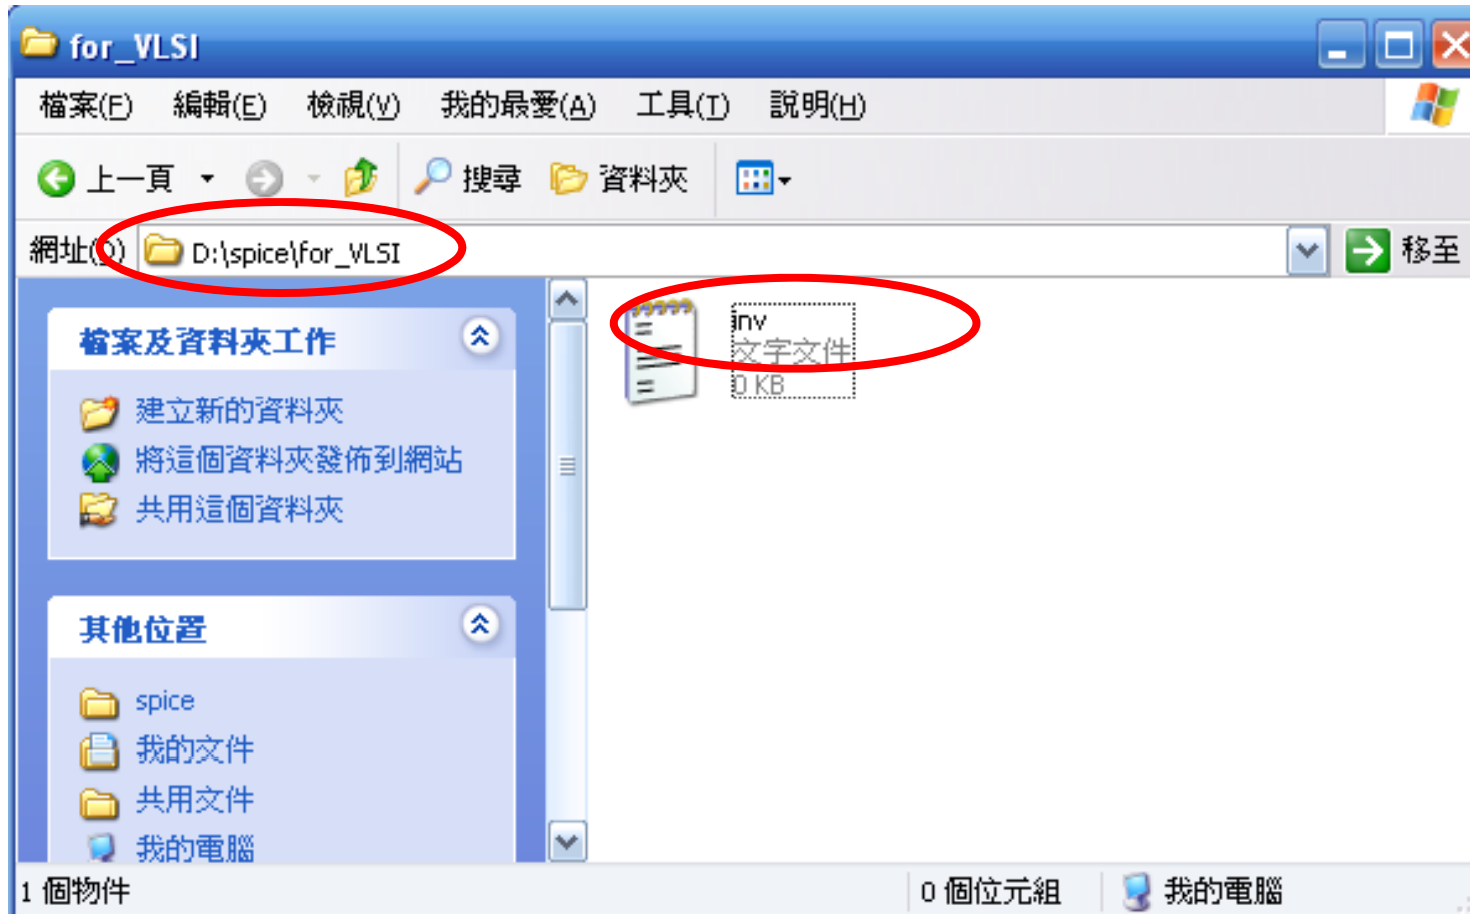 for_VLSI
檔案(F) 編輯(E) 檢視(V) 我的最愛(A) 工具(T) 說明(H)
上一頁 搜尋 資料夾
網址(D) D:\spice\for_VLSI 移至
檔案及資料夾工作
建立新的資料夾
將這個資料夾發佈到網站
共用這個資料夾
其他位置
spice
我的文件
共用文件
我的電腦
inv
文字文件
0 KB
1 個物件 0 個位元組 我的電腦